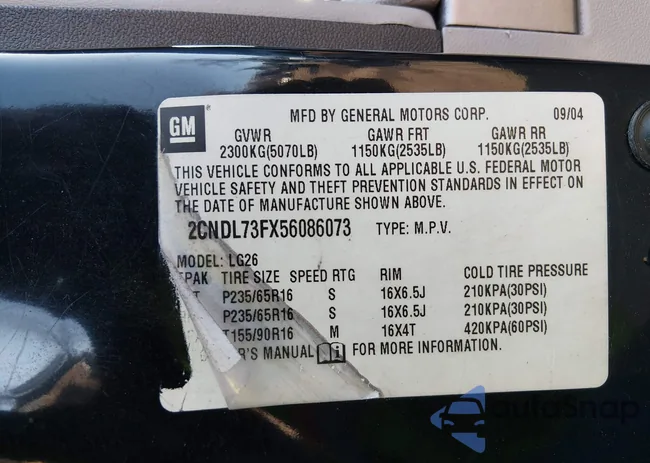 GM
MFD BY GENERAL MOTORS CORP. 09/04
GVWR GAWR FRT GAWR RR
2300KG(5070LB) 1150KG(2535LB) 1150KG(2535LB)
THIS VEHICLE CONFORMS TO ALL APPLICABLE U.S. FEDERAL MOTOR
VEHICLE SAFETY AND THEFT PREVENTION STANDARDS IN EFFECT ON
THE DATE OF MANUFACTURE SHOWN ABOVE.
2CNDL73FX56086073 TYPE: M.P.V.
MODEL: LG26
TIRE SIZE SPEED RTG RIM COLD TIRE PRESSURE
P235/65R16 S 16X6.5J 210KPA(30PSI)
P235/65R16 S 16X6.5J 210KPA(30PSI)
T155/90R16 M 16X4T 420KPA(60PSI)
'S MANUAL FOR MORE INFORMATION.
autoSnap